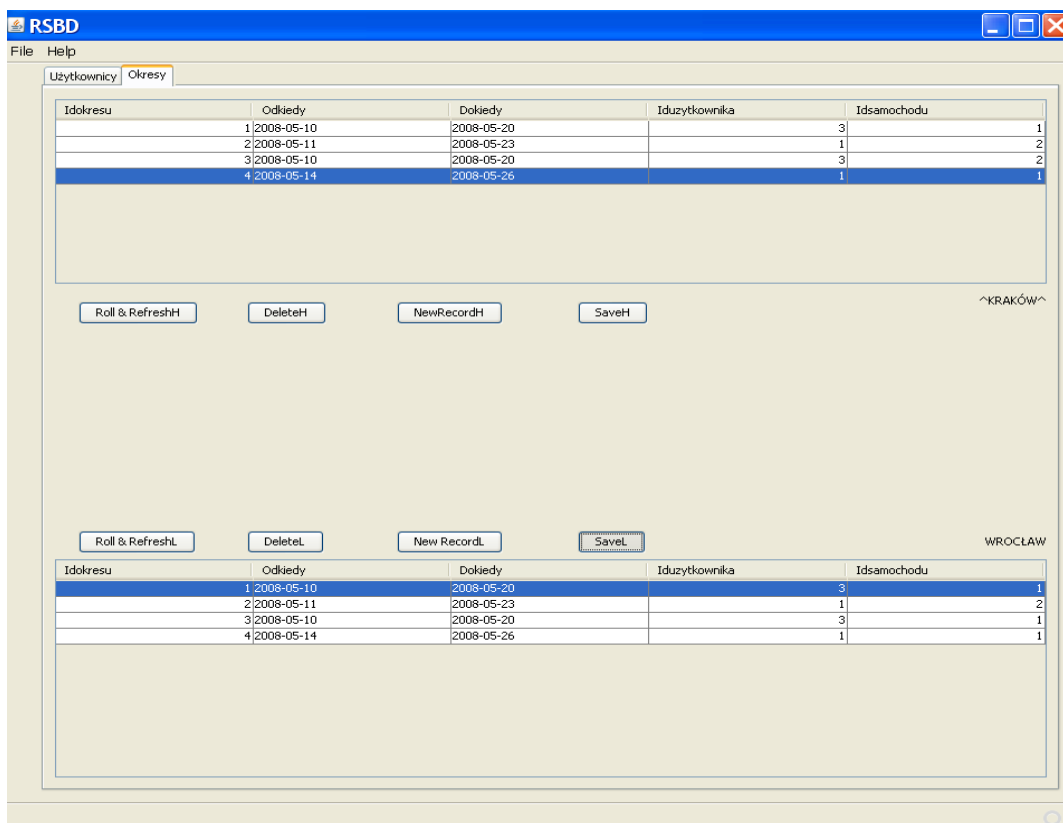 RSBD
File Help
Użytkownicy Okresy
Idokresu Odkiedy Dokiedy Iduzytkownika Idsamochodu
1 2008-05-10 2008-05-20 3 1
2 2008-05-11 2008-05-23 1 2
3 2008-05-10 2008-05-20 3 2
4 2008-05-14 2008-05-26 1 1
^KRAKÓW^
Roll & RefreshH DeleteH NewRecordH SaveH
Roll & RefreshL DeleteL New RecordL SaveL WROCŁAW
Idokresu Odkiedy Dokiedy Iduzytkownika Idsamochodu
1 2008-05-10 2008-05-20 3 1
2 2008-05-11 2008-05-23 1 2
3 2008-05-10 2008-05-20 3 1
4 2008-05-14 2008-05-26 1 1